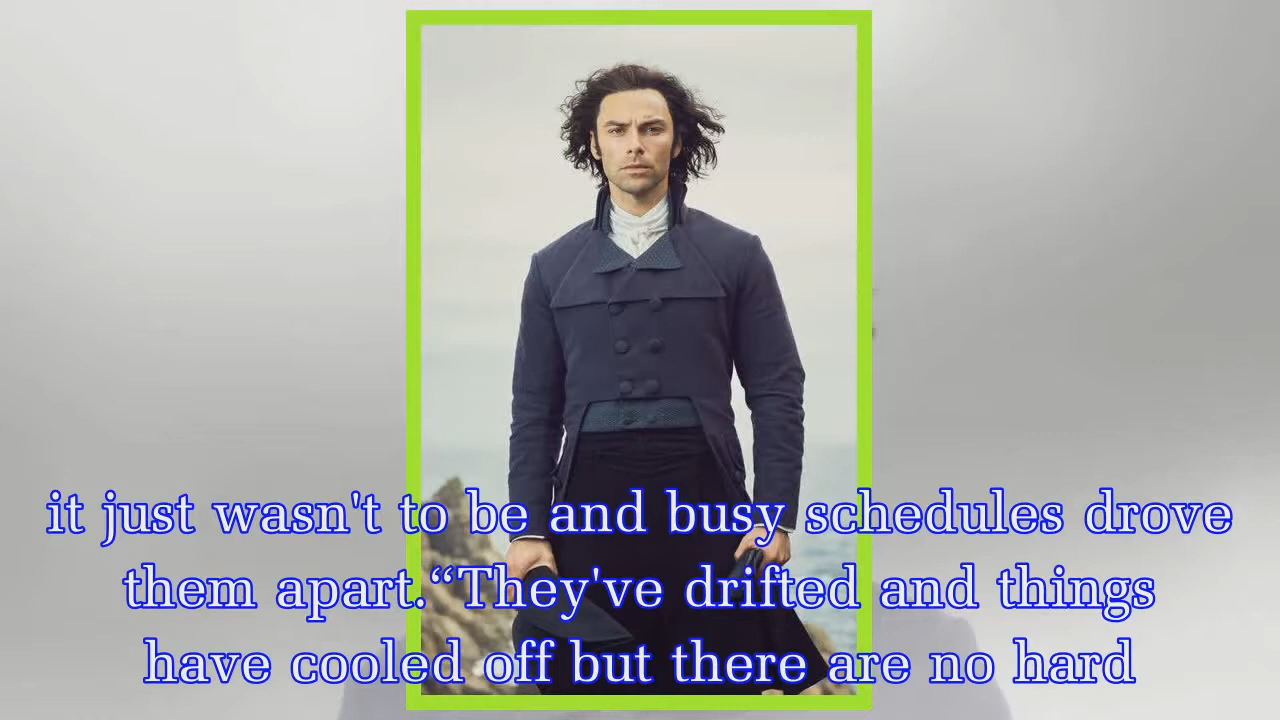 it just wasn't to be and busy schedules drove
them apart.“They've drifted and things
have cooled off but there are no hard